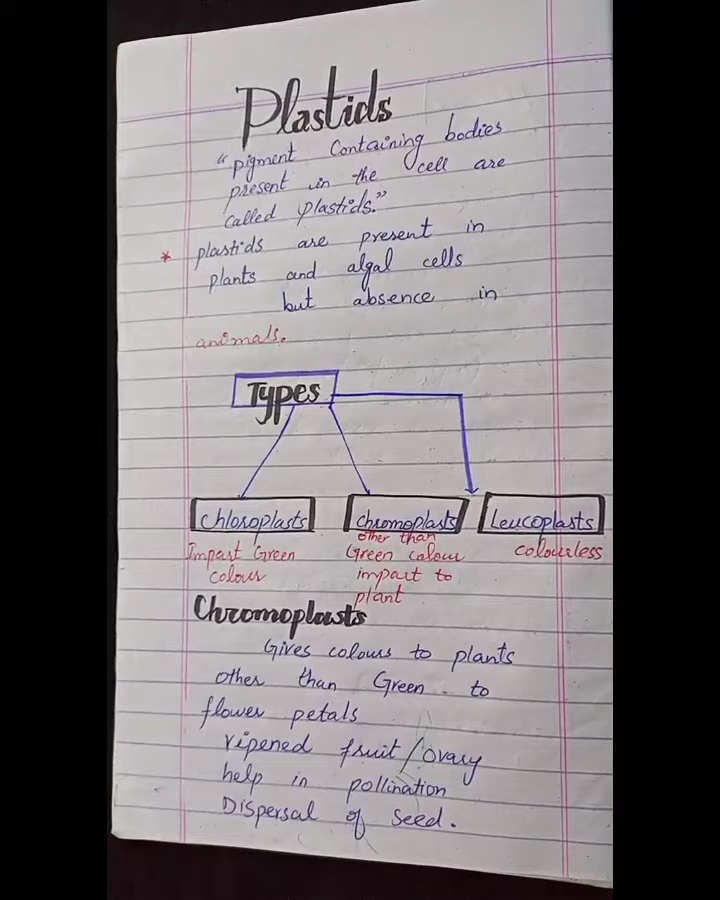 Plastids
"pigment Containing bodies
present in the cell are
called plastids."
* plastids are present in
plants and algal cells
but absence in
animals.
Types
Chloroplasts chromoplasts Leucoplasts
Impart Green colour
other than Green colour impart to plant
colourless
Chromoplasts
Gives colours to plants
other than Green to
flower petals
ripened fruit/ovary
help in pollination
Dispersal of seed.